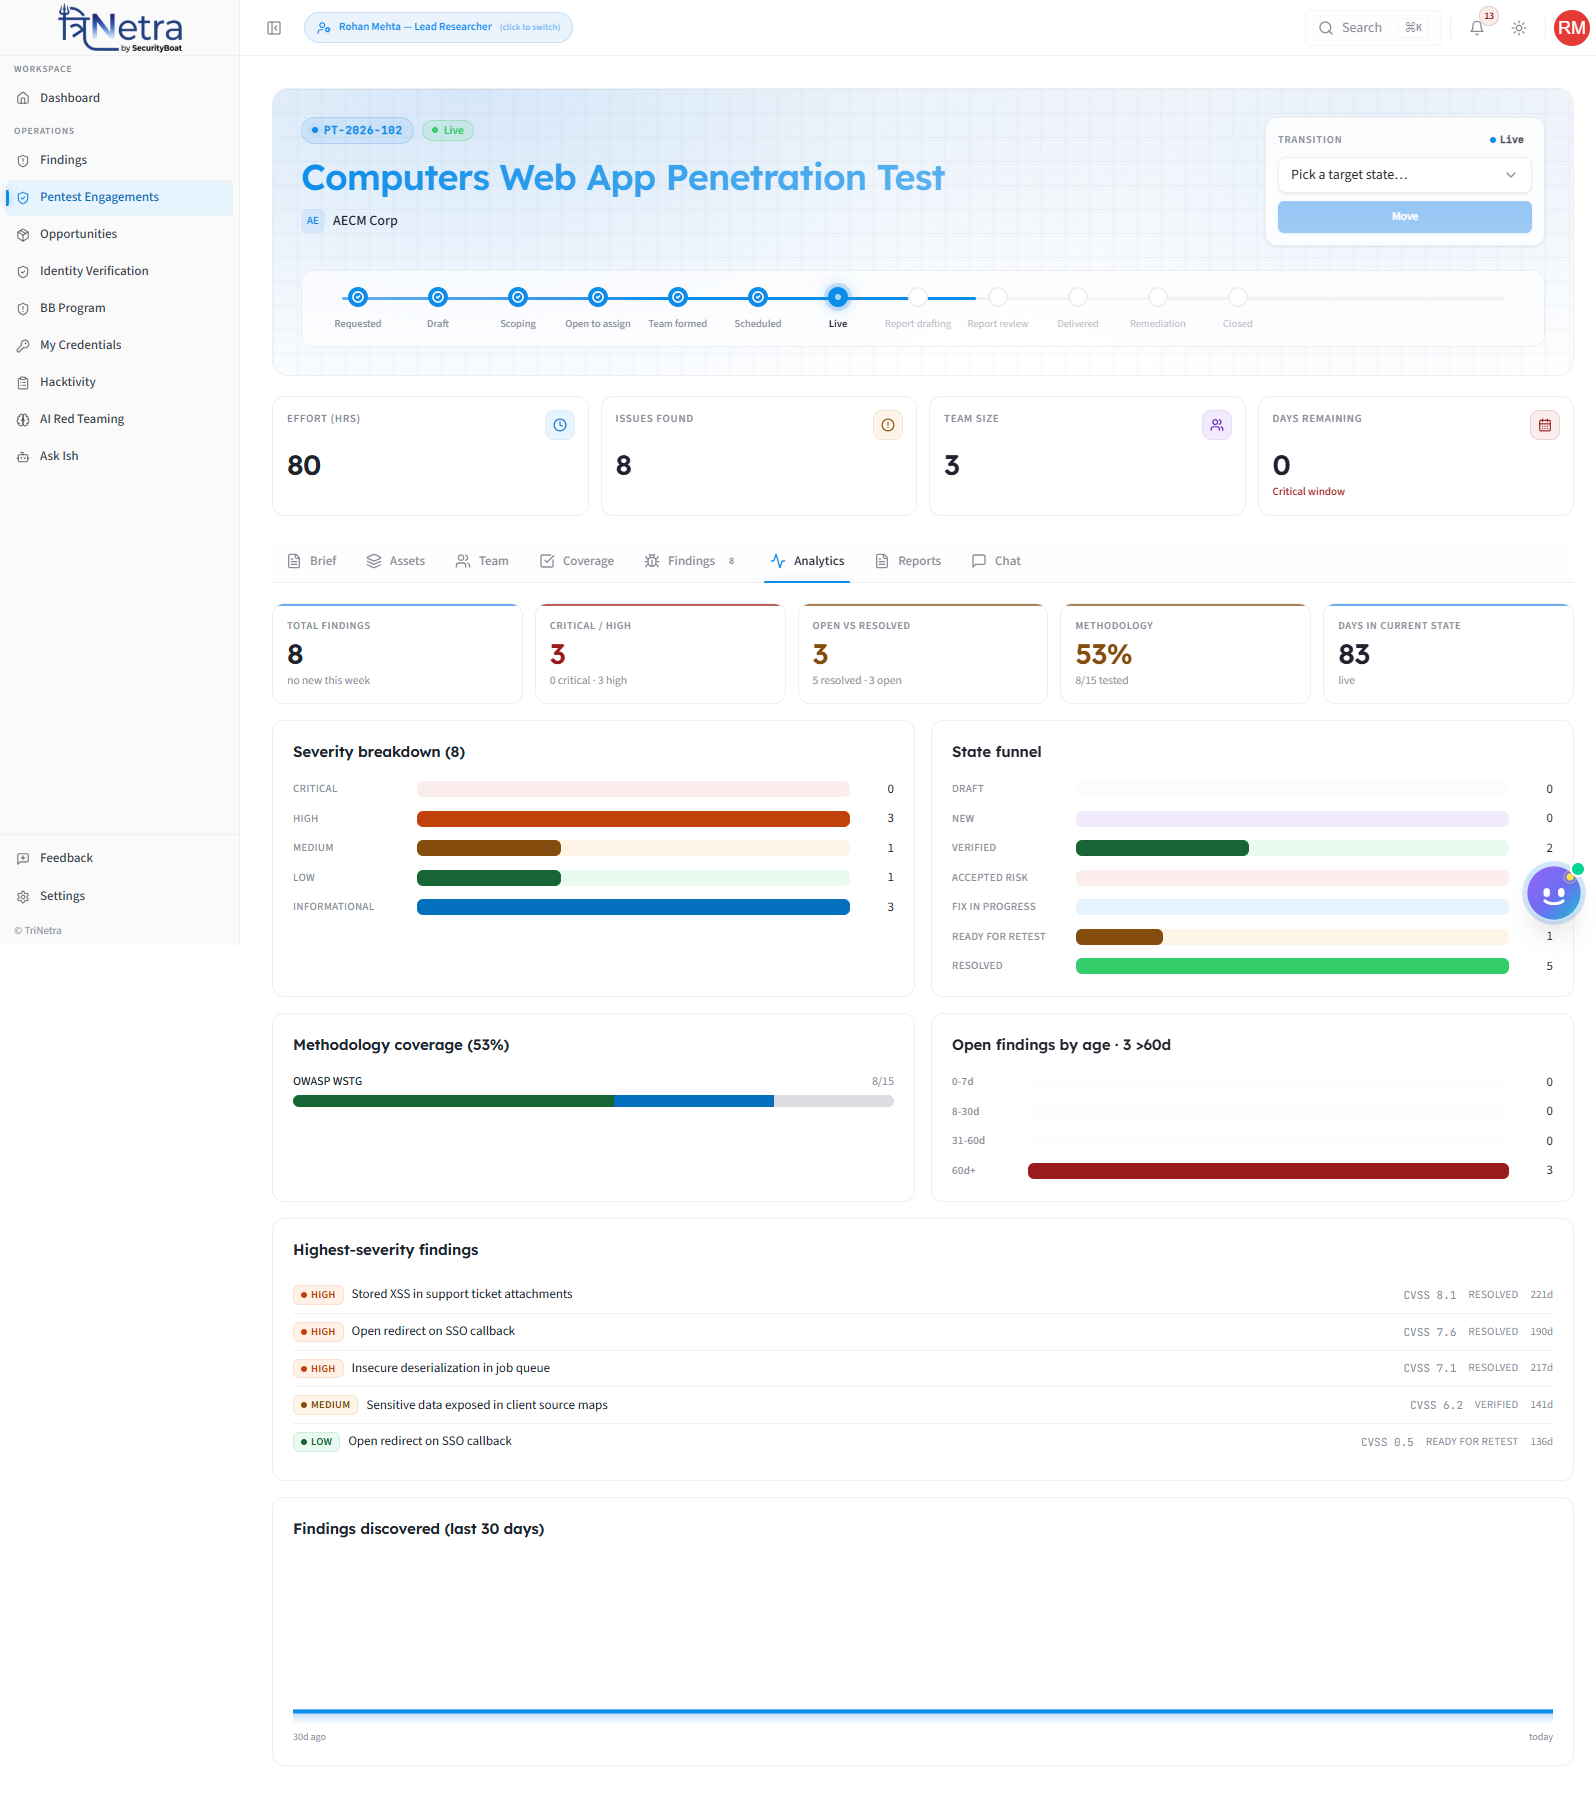 त्रिNetra
by SecurityBoat
Rohan Mehta — Lead Researcher (click to switch)
Search ⌘K
13
RM
WORKSPACE
Dashboard
OPERATIONS
Findings
Pentest Engagements
Opportunities
Identity Verification
BB Program
My Credentials
Hacktivity
AI Red Teaming
Ask Ish
Feedback
Settings
© TriNetra
PT-2026-102
Live
Computers Web App Penetration Test
AE AECM Corp
TRANSITION
Live
Pick a target state...
Move
Requested
Draft
Scoping
Open to assign
Team formed
Scheduled
Live
Report drafting
Report review
Delivered
Remediation
Closed
EFFORT (HRS)
80
ISSUES FOUND
8
TEAM SIZE
3
DAYS REMAINING
0
Critical window
Brief
Assets
Team
Coverage
Findings 8
Analytics
Reports
Chat
TOTAL FINDINGS
8
no new this week
CRITICAL / HIGH
3
0 critical · 3 high
OPEN VS RESOLVED
3
5 resolved · 3 open
METHODOLOGY
53%
8/15 tested
DAYS IN CURRENT STATE
83
live
Severity breakdown (8)
CRITICAL 0
HIGH 3
MEDIUM 1
LOW 1
INFORMATIONAL 3
State funnel
DRAFT 0
NEW 0
VERIFIED 2
ACCEPTED RISK
FIX IN PROGRESS
READY FOR RETEST 1
RESOLVED 5
Methodology coverage (53%)
OWASP WSTG 8/15
Open findings by age · 3 >60d
0-7d 0
8-30d 0
31-60d 0
60d+ 3
Highest-severity findings
HIGH Stored XSS in support ticket attachments CVSS 8.1 RESOLVED 221d
HIGH Open redirect on SSO callback CVSS 7.6 RESOLVED 190d
HIGH Insecure deserialization in job queue CVSS 7.1 RESOLVED 217d
MEDIUM Sensitive data exposed in client source maps CVSS 6.2 VERIFIED 141d
LOW Open redirect on SSO callback CVSS 0.5 READY FOR RETEST 136d
Findings discovered (last 30 days)
30d ago
today